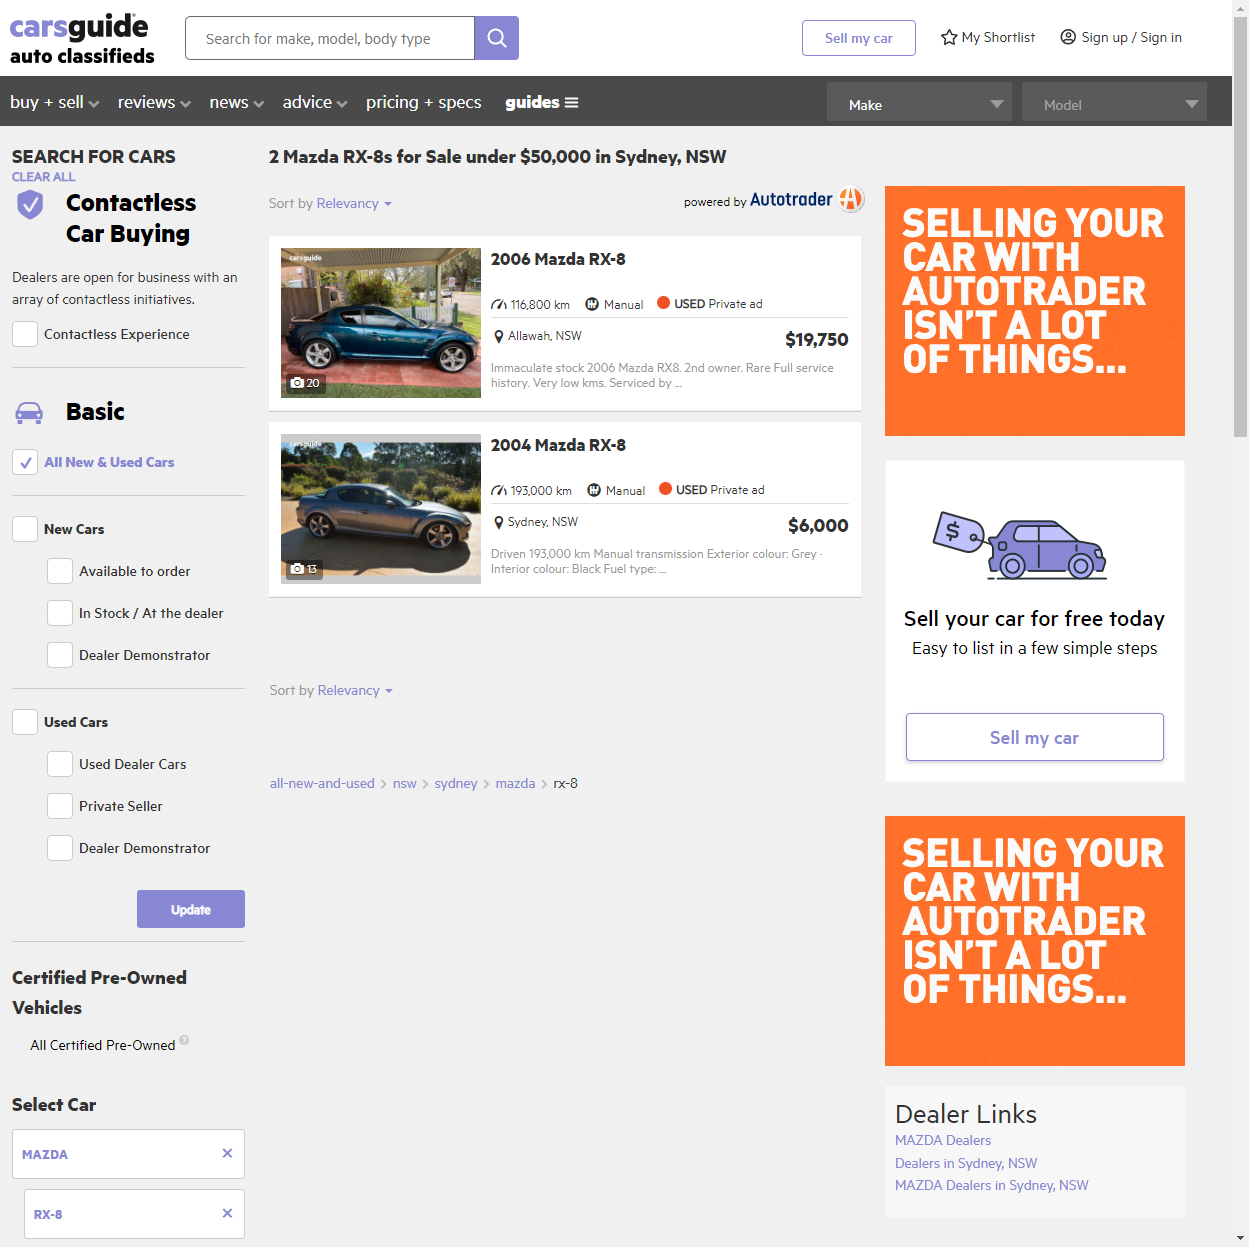 carsguide
auto classifieds
Search for make, model, body type
Sell my car
My Shortlist
Sign up / Sign in
buy + sell
reviews
news
advice
pricing + specs
guides
Make
Model
SEARCH FOR CARS
CLEAR ALL
Contactless
Car Buying
Dealers are open for business with an
array of contactless initiatives.
Contactless Experience
Basic
All New & Used Cars
New Cars
Available to order
In Stock / At the dealer
Dealer Demonstrator
Used Cars
Used Dealer Cars
Private Seller
Dealer Demonstrator
Update
Certified Pre-Owned
Vehicles
All Certified Pre-Owned ?
Select Car
MAZDA
RX-8
2 Mazda RX-8s for Sale under $50,000 in Sydney, NSW
Sort by Relevancy
powered by Autotrader
carsguide
20
2006 Mazda RX-8
116,800 km
Manual
USED Private ad
Allawah, NSW
$19,750
Immaculate stock 2006 Mazda RX8. 2nd owner. Rare Full service
history. Very low kms. Serviced by ...
carsguide
13
2004 Mazda RX-8
193,000 km
Manual
USED Private ad
Sydney, NSW
$6,000
Driven 193,000 km Manual transmission Exterior colour: Grey ·
Interior colour: Black Fuel type: ...
Sort by Relevancy
all-new-and-used > nsw > sydney > mazda > rx-8
SELLING YOUR
CAR WITH
AUTOTRADER
ISN'T A LOT
OF THINGS...
$
Sell your car for free today
Easy to list in a few simple steps
Sell my car
SELLING YOUR
CAR WITH
AUTOTRADER
ISN'T A LOT
OF THINGS...
Dealer Links
MAZDA Dealers
Dealers in Sydney, NSW
MAZDA Dealers in Sydney, NSW